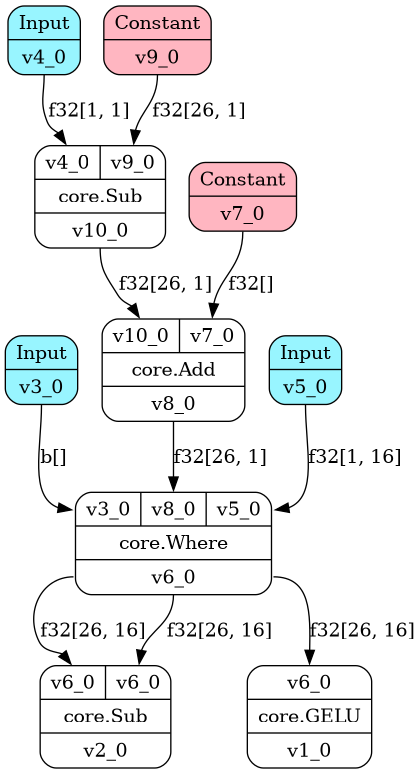 Input
v4_0
Constant
v9_0
f32[1, 1]
f32[26, 1]
v4_0 v9_0
core.Sub
v10_0
Constant
v7_0
f32[26, 1]
f32[]
Input
v3_0
v10_0 v7_0
core.Add
v8_0
Input
v5_0
b[]
f32[26, 1]
f32[1, 16]
v3_0 v8_0 v5_0
core.Where
v6_0
f32[26, 16]
f32[26, 16]
f32[26, 16]
v6_0 v6_0
core.Sub
v2_0
v6_0
core.GELU
v1_0